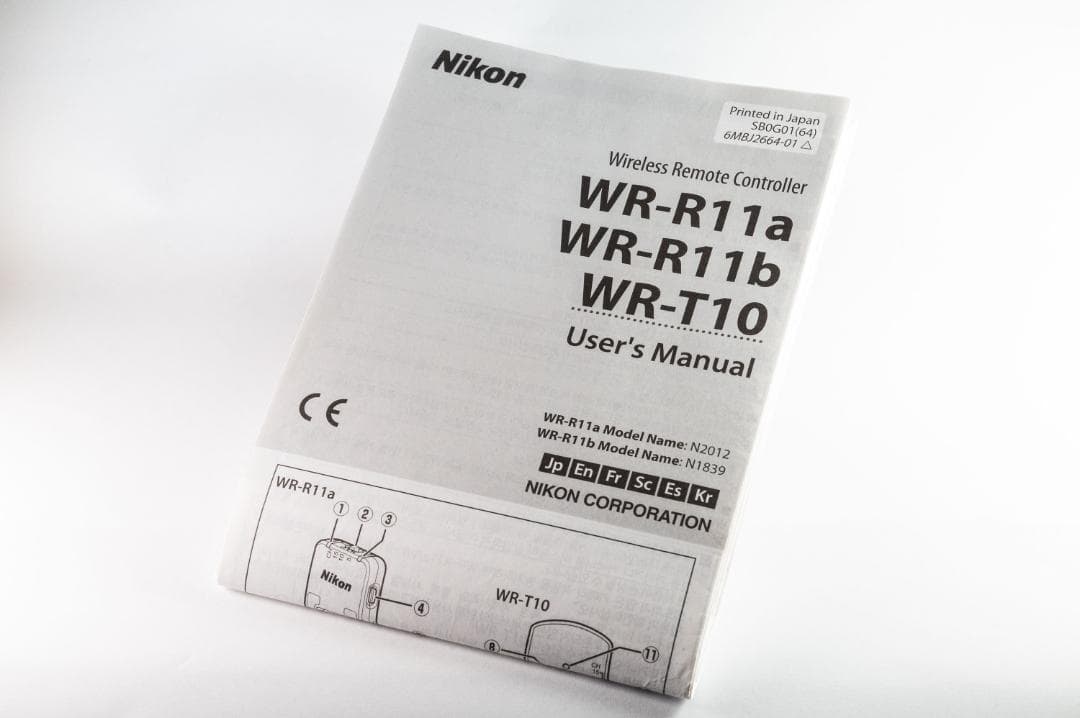 Nikon
Printed in Japan
SB0G01(64)
6MBJ2664-01 △
Wireless Remote Controller
WR-R11a
WR-R11b
WR-T10
User's Manual
CE
WR-R11a Model Name: N2012
WR-R11b Model Name: N1839
Jp En Fr Sc Es Kr
NIKON CORPORATION
WR-R11a
① ② ③
Nikon
④
WR-T10
⑧
⑪
CH